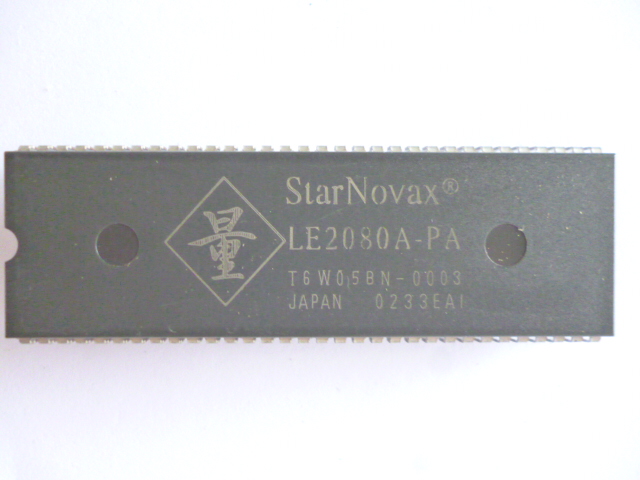 量
StarNovax®
LE2080A-PA
T6W05BN-0003
JAPAN 0233EAI